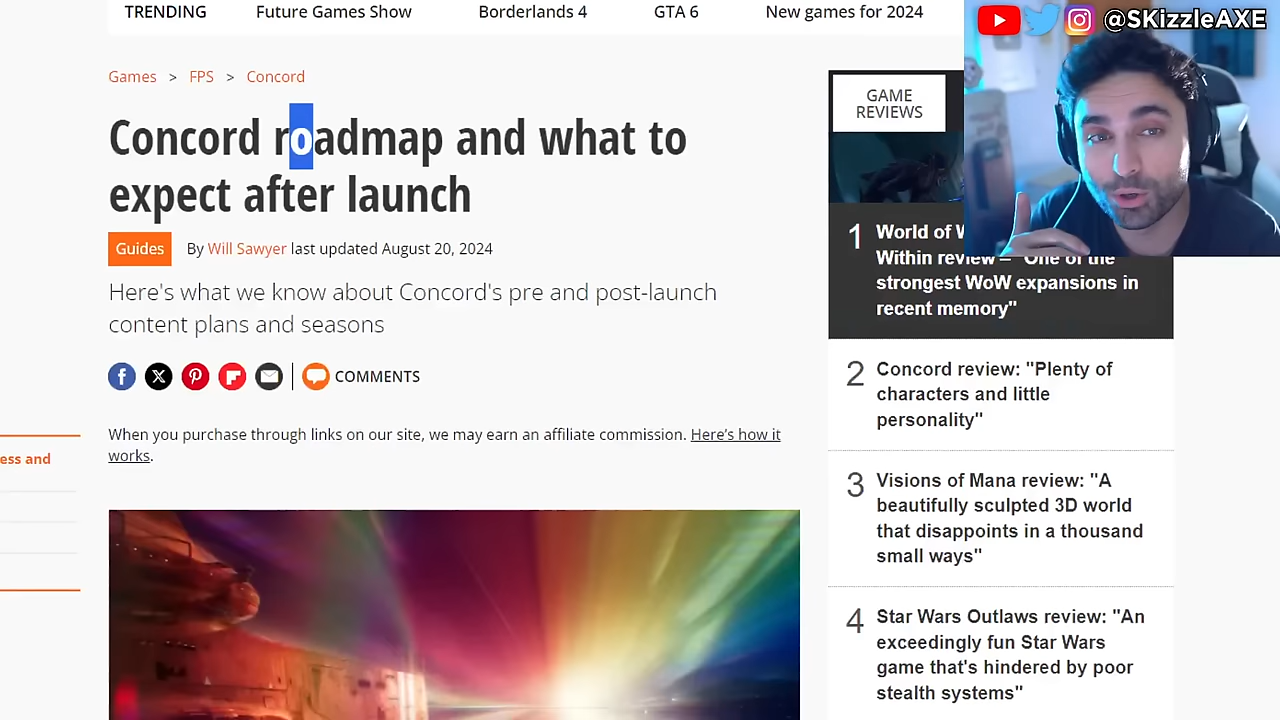 TRENDING Future Games Show Borderlands 4 GTA 6 New games for 2024
@SKizzleAXE
Games > FPS > Concord
Concord roadmap and what to
expect after launch
Guides By Will Sawyer last updated August 20, 2024
Here's what we know about Concord's pre and post-launch
content plans and seasons
COMMENTS
When you purchase through links on our site, we may earn an affiliate commission. Here's how it
works.
ess and
GAME
REVIEWS
1 World of W
Within review – "One of the
strongest WoW expansions in
recent memory"
2 Concord review: "Plenty of
characters and little
personality"
3 Visions of Mana review: "A
beautifully sculpted 3D world
that disappoints in a thousand
small ways"
4 Star Wars Outlaws review: "An
exceedingly fun Star Wars
game that's hindered by poor
stealth systems"